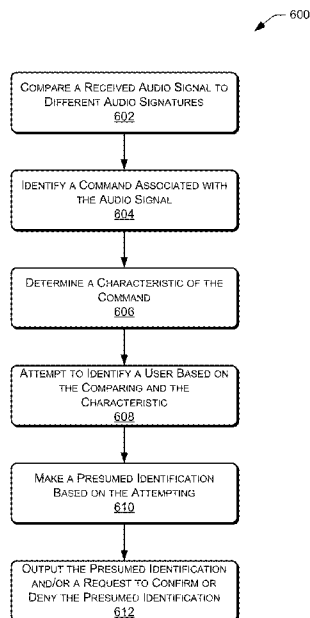 600
COMPARE A RECEIVED AUDIO SIGNAL TO
DIFFERENT AUDIO SIGNATURES
602
IDENTIFY A COMMAND ASSOCIATED WITH
THE AUDIO SIGNAL
604
DETERMINE A CHARACTERISTIC OF THE
COMMAND
606
ATTEMPT TO IDENTIFY A USER BASED ON
THE COMPARING AND THE
CHARACTERISTIC
608
MAKE A PRESUMED IDENTIFICATION
BASED ON THE ATTEMPTING
610
OUTPUT THE PRESUMED IDENTIFICATION
AND/OR A REQUEST TO CONFIRM OR
DENY THE PRESUMED IDENTIFICATION
612